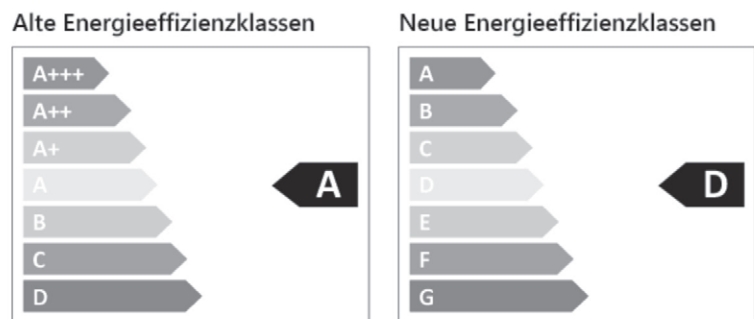 Alte Energieeffizienzklassen
A+++
A++
A+
A
B
C
D
A
Neue Energieeffizienzklassen
A
B
C
D
E
F
G
D